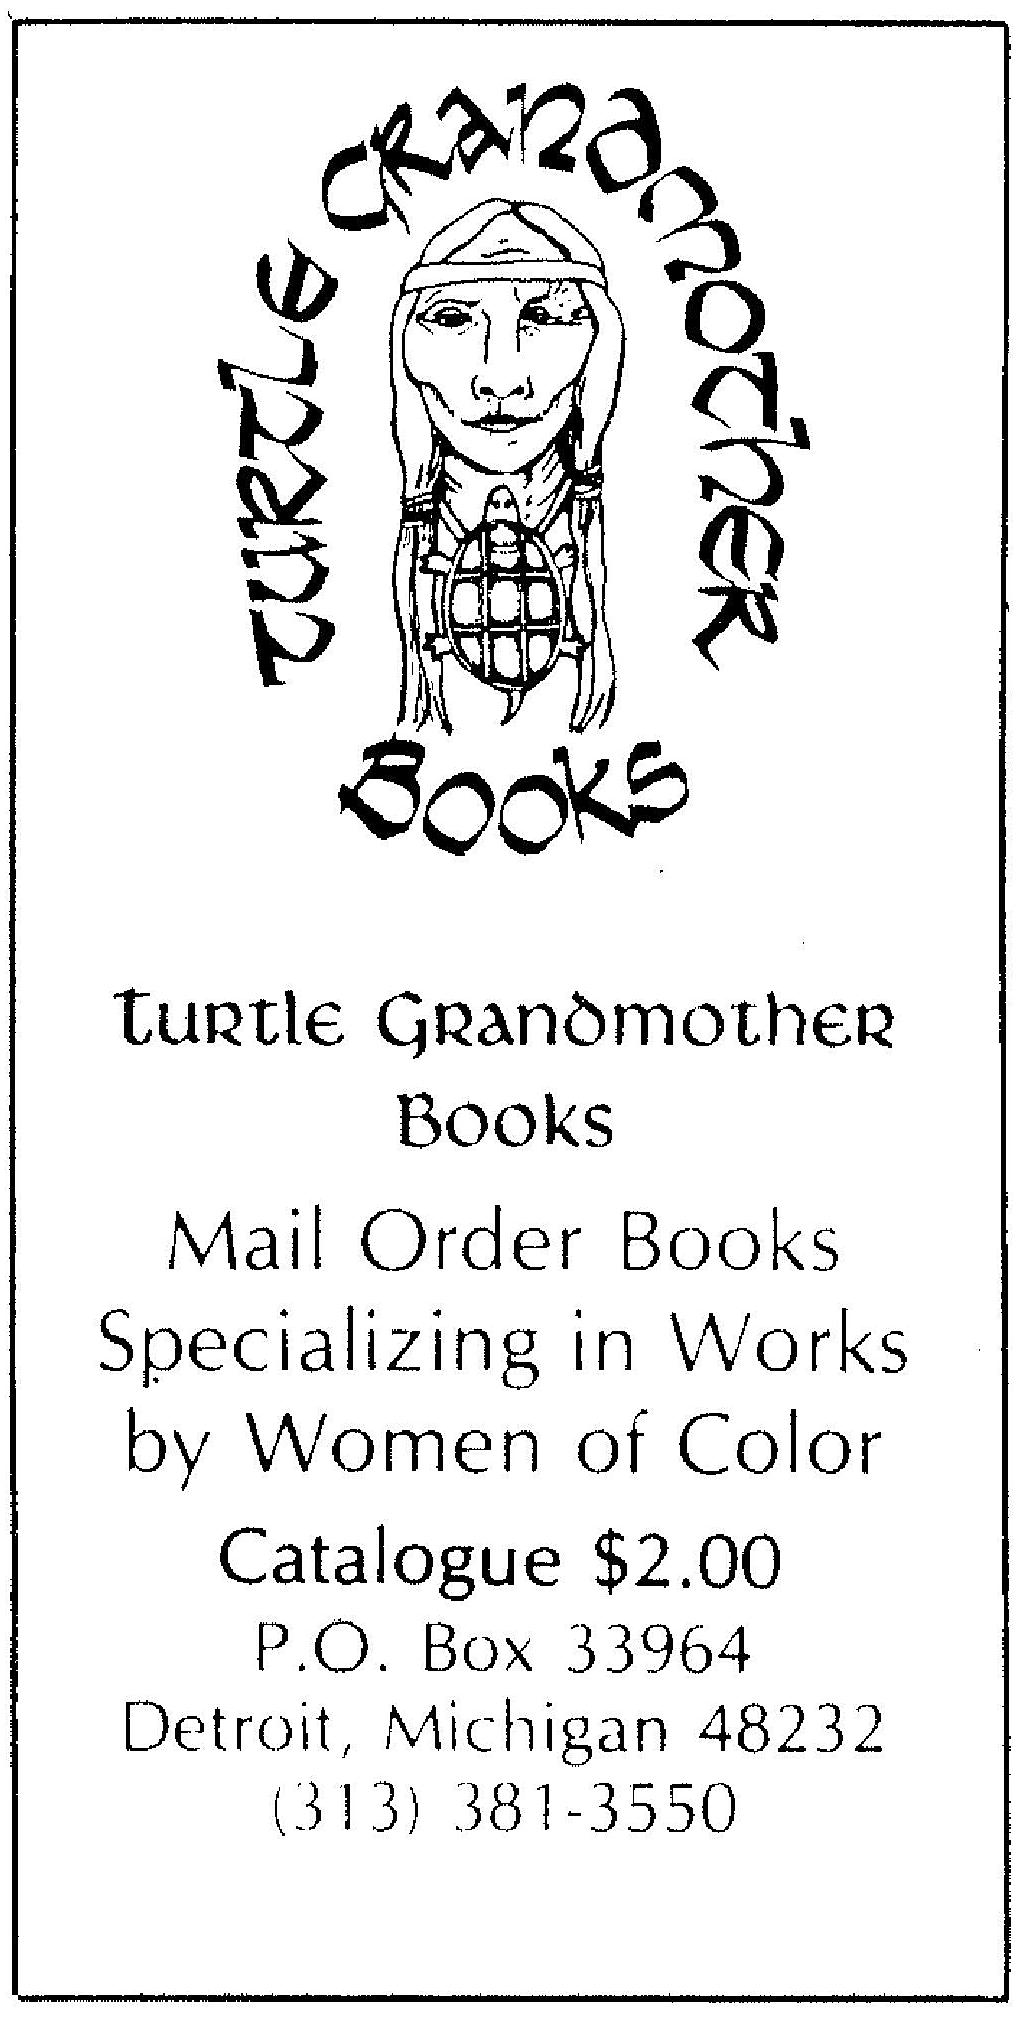 Turtle Grandmother
Books
Turtle Grandmother
Books
Mail Order Books
Specializing in Works
by Women of Color
Catalogue $2.00
P.O. Box 33964
Detroit, Michigan 48232
(313) 381-3550